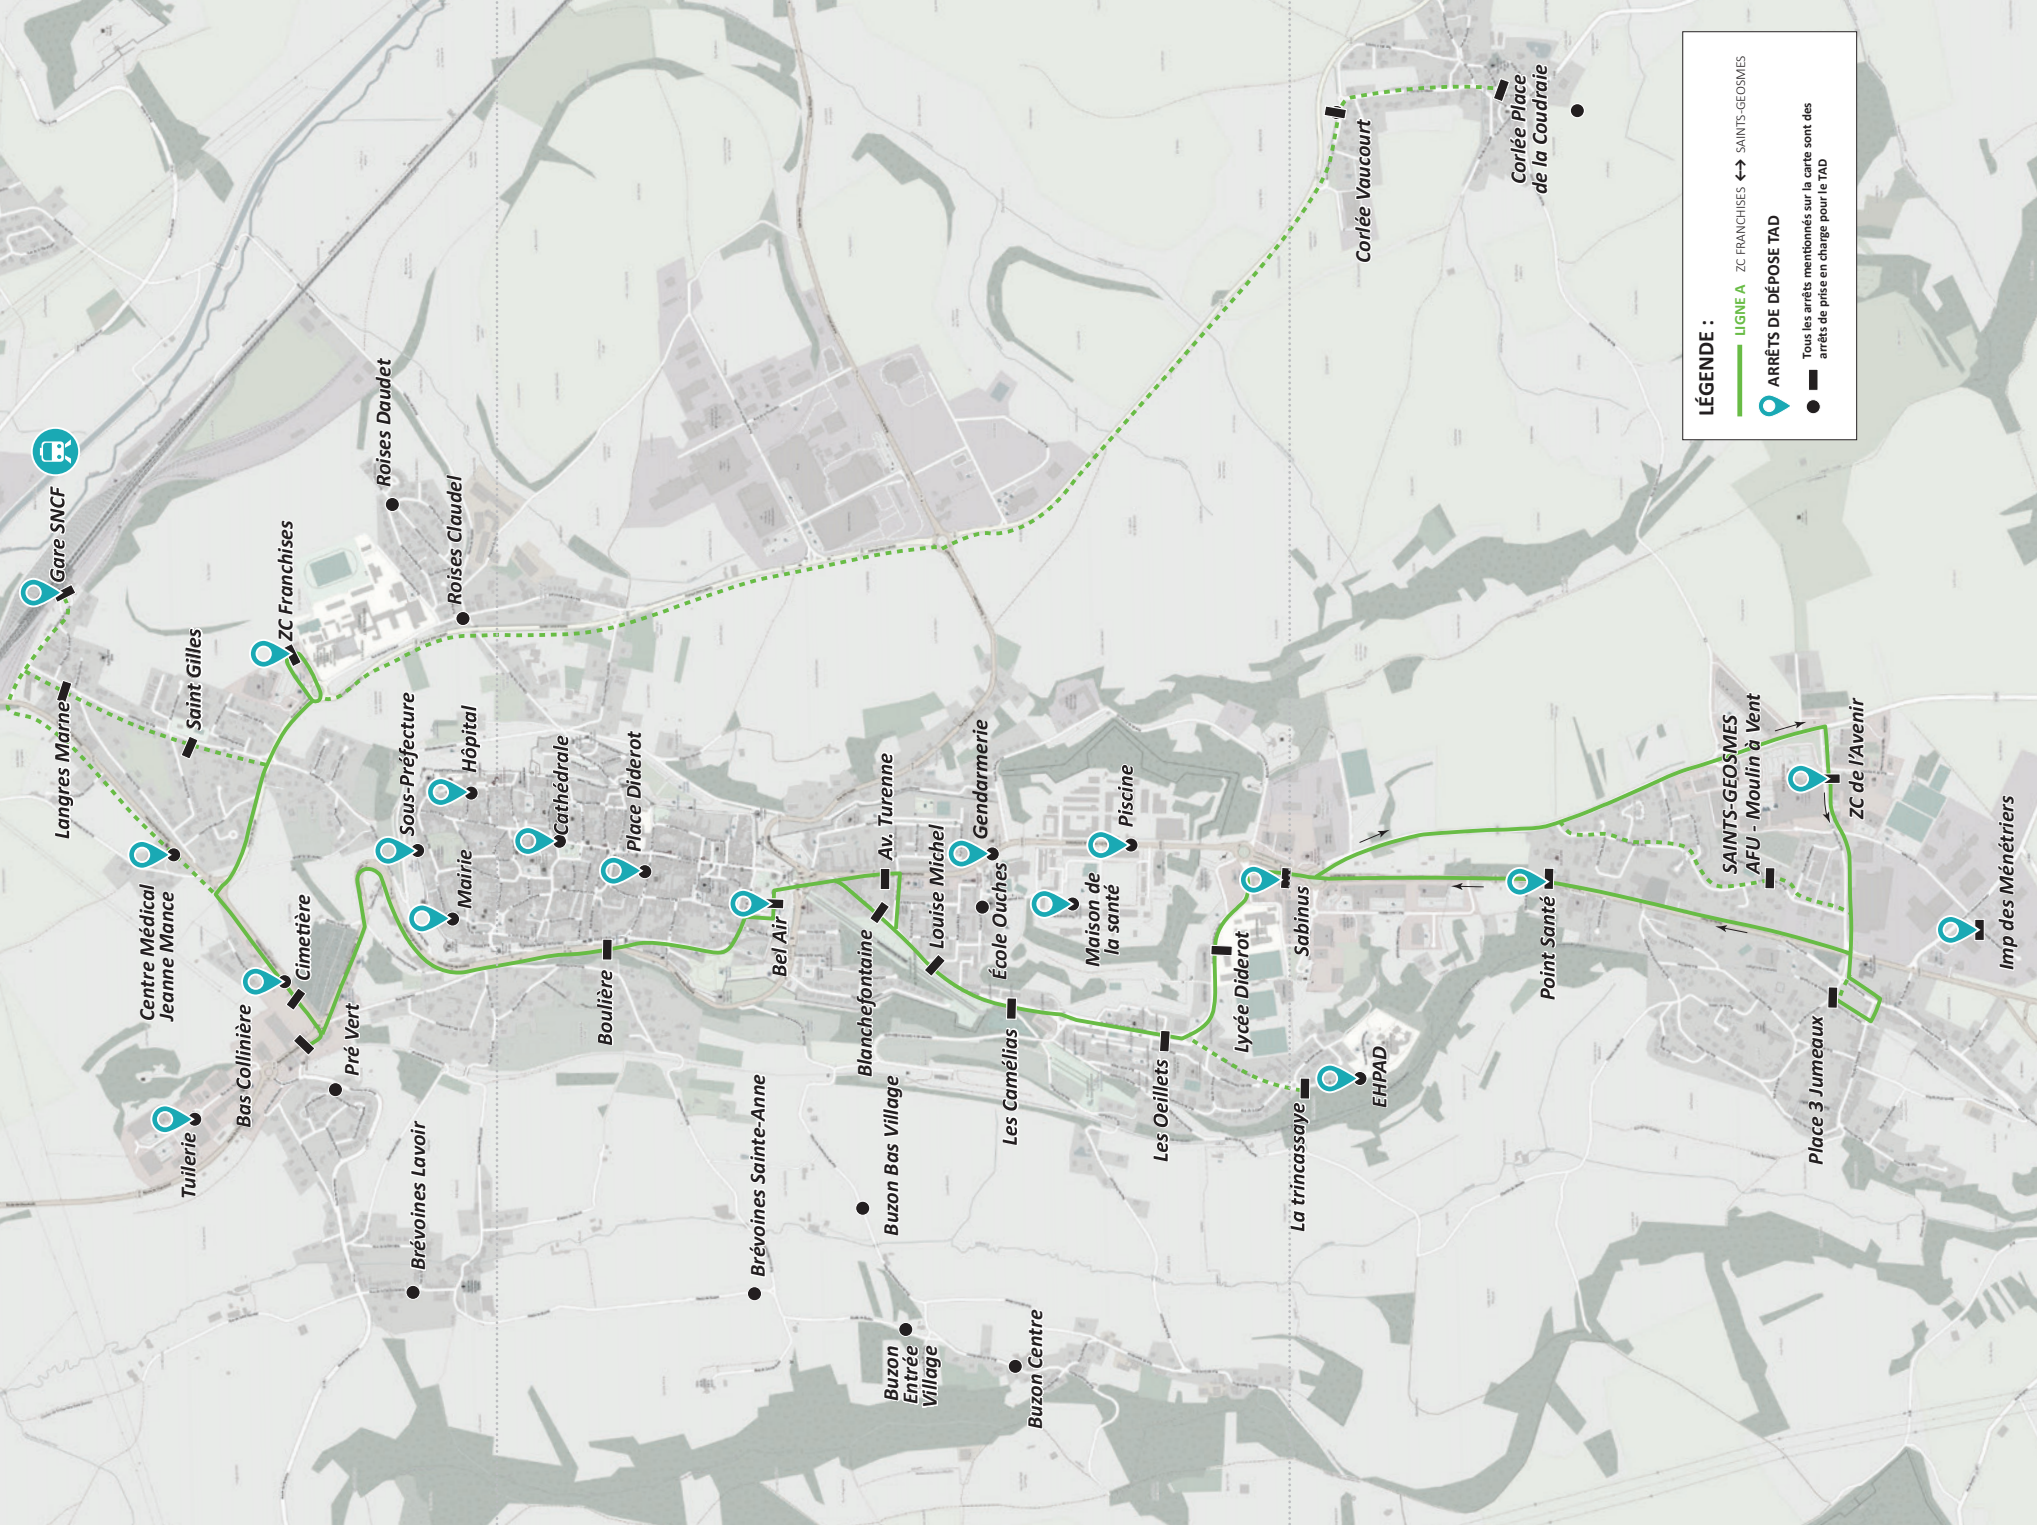 Gare SNCF
Langres Marne
Saint Gilles
ZC Franchises
Roises Daudet
Roises Claudel
Centre Médical
Jeanne Mance
Cimetière
Bas Collinière
Tuilerie
Pré Vert
Sous-Préfecture
Hôpital
Mairie
Cathédrale
Place Diderot
Boulière
Bel Air
Av. Turenne
Blanchefontaine
Louise Michel
Gendarmerie
École Ouches
Maison de
la santé
Piscine
Les Camélias
Les Oeillets
Lycée Diderot
Sabinus
La trincassaye
EHPAD
Brévoines Lavoir
Brévoines Sainte-Anne
Buzon Bas Village
Buzon
Entrée
Village
Buzon Centre
Point Santé
SAINTS-GEOSMES
AFU - Moulin à Vent
ZC de l'Avenir
Place 3 Jumeaux
Imp des Ménétriers
Corlée Vaucourt
Corlée Place
de la Coudraie
LÉGENDE :
LIGNE A ZC FRANCHISES ↔ SAINTS-GEOSMES
ARRÊTS DE DÉPOSE TAD
Tous les arrêts mentionnés sur la carte sont des
arrêts de prise en charge pour le TAD